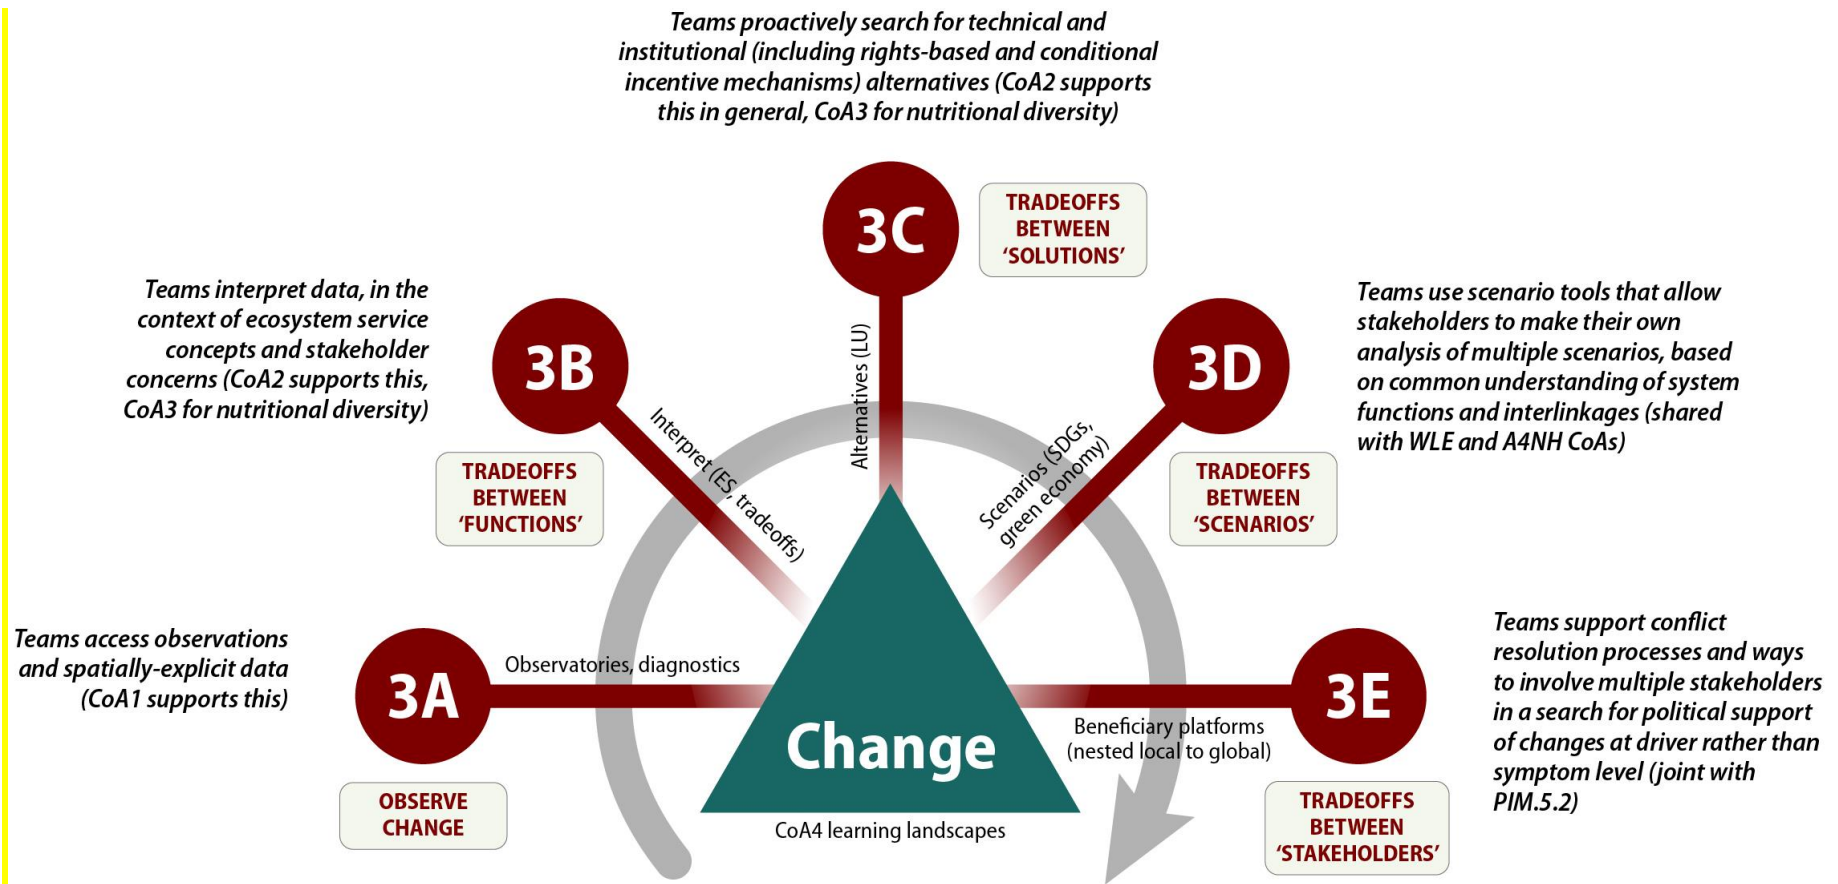 Teams proactively search for technical and
institutional (including rights-based and conditional
incentive mechanisms) alternatives (CoA2 supports
this in general, CoA3 for nutritional diversity)
3C
TRADEOFFS
BETWEEN
‘SOLUTIONS’
Alternatives (LU)
Teams interpret data, in the
context of ecosystem service
concepts and stakeholder
concerns (CoA2 supports this,
CoA3 for nutritional diversity)
3B
TRADEOFFS
BETWEEN
‘FUNCTIONS’
Interpret (ES, tradeoffs)
3D
TRADEOFFS
BETWEEN
‘SCENARIOS’
Scenarios (SDGs,
green economy)
Teams use scenario tools that allow
stakeholders to make their own
analysis of multiple scenarios, based
on common understanding of system
functions and interlinkages (shared
with WLE and A4NH CoAs)
Teams access observations
and spatially-explicit data
(CoA1 supports this)
3A
Observatories, diagnostics
OBSERVE
CHANGE
Change
CoA4 learning landscapes
3E
Beneficiary platforms
(nested local to global)
TRADEOFFS
BETWEEN
‘STAKEHOLDERS’
Teams support conflict
resolution processes and ways
to involve multiple stakeholders
in a search for political support
of changes at driver rather than
symptom level (joint with
PIM.5.2)